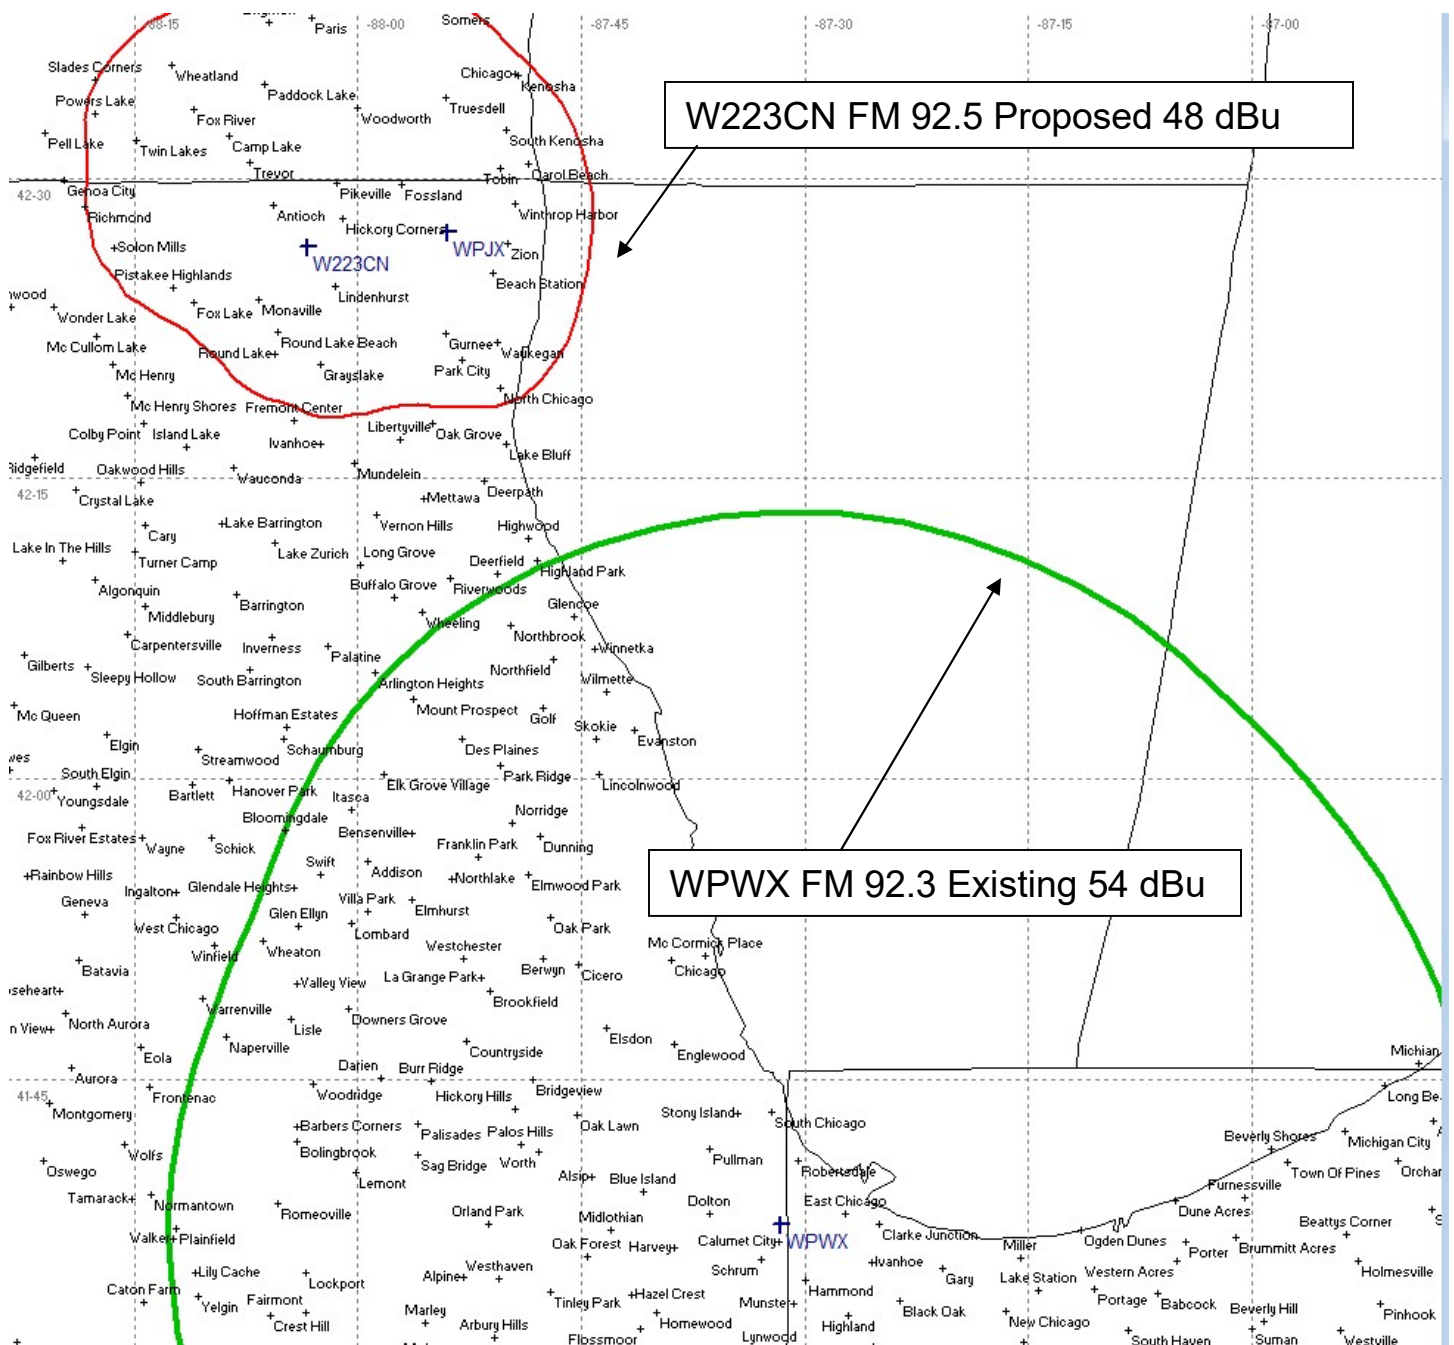 88-15
-88-00
-87-45
-87-30
-87-15
-87-00
Paris
Somers
Slades Corners
Wheatland
Chicago
Kenosha
Powers Lake
Paddock Lake
Truesdell
W223CN FM 92.5 Proposed 48 dBu
Fox River
Woodworth
Pell Lake
Twin Lakes
Camp Lake
South Kenosha
Trevor
Tobin
Carol Beach
42-30
Genoa City
Pikeville
Fossland
Richmond
Antioch
Winthrop Harbor
Hickory Corners
Solon Mills
W223CN
WPJX
Zion
Pistakee Highlands
Beach Station
nwood
Lindenhurst
Wonder Lake
Fox Lake
Monaville
Mc Cullom Lake
Round Lake
Round Lake Beach
Gurnee
Waukegan
Mc Henry
Grayslake
Park City
Mc Henry Shores
Fremont Center
North Chicago
Colby Point
Island Lake
Ivanhoe
Libertyville
Oak Grove
Lake Bluff
Ridgefield
Oakwood Hills
Wauconda
Mundelein
42-15
Crystal Lake
Mettawa
Deerpath
Lake Barrington
Vernon Hills
Highwood
Cary
Lake In The Hills
Turner Camp
Lake Zurich
Long Grove
Deerfield
Highland Park
Algonquin
Buffalo Grove
Riverwoods
Middlebury
Barrington
Glencoe
Wheeling
Northbrook
Carpentersville
Inverness
Palatine
Winnetka
Gilberts
Sleepy Hollow
South Barrington
Arlington Heights
Northfield
Wilmette
Mc Queen
Hoffman Estates
Mount Prospect
Golf
Skokie
Elgin
Schaumburg
Des Plaines
Evanston
wes
Streamwood
South Elgin
Park Ridge
42-00
Youngsdale
Bartlett
Hanover Park
Itasca
Elk Grove Village
Lincolnwood
Bloomingdale
Norridge
Fox River Estates
Wayne
Schick
Bensenville
Franklin Park
Dunning
Swift
Addison
Rainbow Hills
Ingalton
Glendale Heights
Northlake
Elmwood Park
WPWX FM 92.3 Existing 54 dBu
Geneva
Villa Park
Elmhurst
West Chicago
Glen Ellyn
Lombard
Oak Park
Winfield
Wheaton
Westchester
Mc Cormick Place
Batavia
Valley View
La Grange Park
Berwyn
Cicero
Chicago
oseheart
Brookfield
n View
North Aurora
Warrenville
Lisle
Downers Grove
Elsdon
Eola
Naperville
Countryside
Englewood
Michian
Aurora
Darien
Burr Ridge
41-45
Frontenac
Woodridge
Hickory Hills
Bridgeview
Long Be
Montgomery
Stony Island
South Chicago
Barbers Corners
Palisades
Palos Hills
Oak Lawn
Beverly Shores
Michigan City
Wolfs
Bolingbrook
Sag Bridge
Worth
Pullman
Oswego
Lemont
Alsip
Blue Island
Robertsdale
Town Of Pines
Orchar
Tamarack
Normantown
Romeoville
Orland Park
Midlothian
Dolton
East Chicago
Furnessville
Dune Acres
Beattys Corner
Walker
Plainfield
Oak Forest
Harvey
Calumet City
WPWX
Clarke Junction
Miller
Ogden Dunes
Porter
Brummitt Acres
Lily Cache
Lockport
Alpine
Westhaven
Schrum
Ivanhoe
Gary
Lake Station
Western Acres
Holmesville
Caton Farm
Yelgin
Fairmont
Crest Hill
Marley
Arbury Hills
Tinley Park
Hazel Crest
Homewood
Munster
Hammond
Black Oak
Portage
Babcock
Beverly Hill
Pinhook
Flossmoor
Lynwood
Highland
New Chicago
South Haven
Suman
Westville